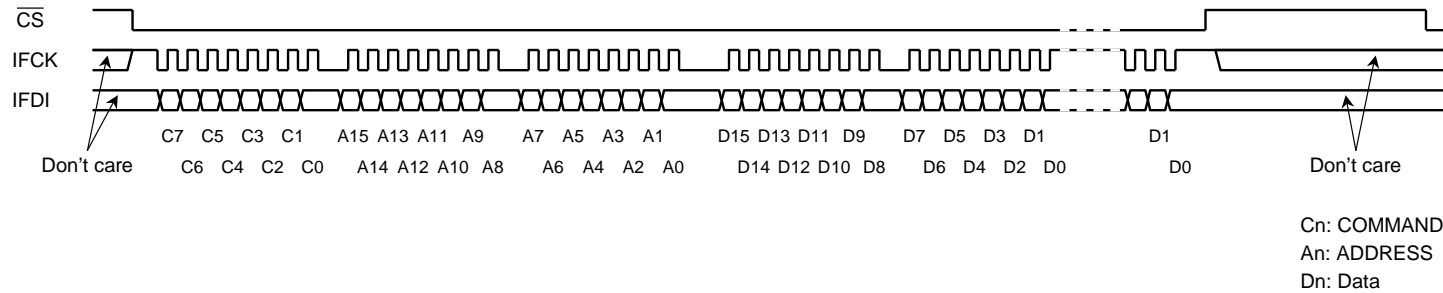 CS
IFCK
IFDI
C7 C5 C3 C1 A15 A13 A11 A9 A7 A5 A3 A1 D15 D13 D11 D9 D7 D5 D3 D1 D1
Don't care C6 C4 C2 C0 A14 A12 A10 A8 A6 A4 A2 A0 D14 D12 D10 D8 D6 D4 D2 D0 D0 Don't care
Cn: COMMAND
An: ADDRESS
Dn: Data